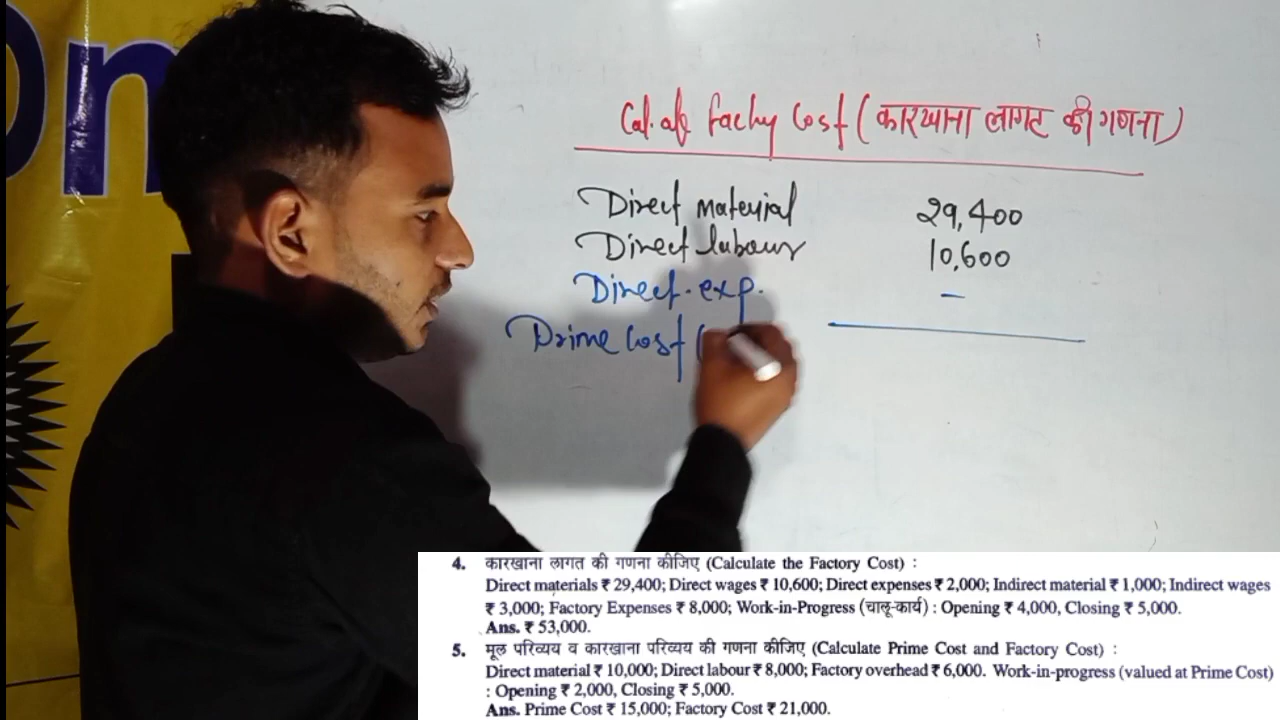 on
Cal. of Factory Cost (कारखाना लागट की गणना)
Direct material 29,400
Direct labour 10,600
Direct. exp. -
Prime Cost (
4. कारखाना लागत की गणना कीजिए (Calculate the Factory Cost) :
Direct materials ₹ 29,400; Direct wages ₹ 10,600; Direct expenses ₹ 2,000; Indirect material ₹ 1,000; Indirect wages
₹ 3,000; Factory Expenses ₹ 8,000; Work-in-Progress (चालू-कार्य) : Opening ₹ 4,000, Closing ₹ 5,000.
Ans. ₹ 53,000.
5. मूल परिव्यय व कारखाना परिव्यय की गणना कीजिए (Calculate Prime Cost and Factory Cost) :
Direct material ₹ 10,000; Direct labour ₹ 8,000; Factory overhead ₹ 6,000. Work-in-progress (valued at Prime Cost)
: Opening ₹ 2,000, Closing ₹ 5,000.
Ans. Prime Cost ₹ 15,000; Factory Cost ₹ 21,000.